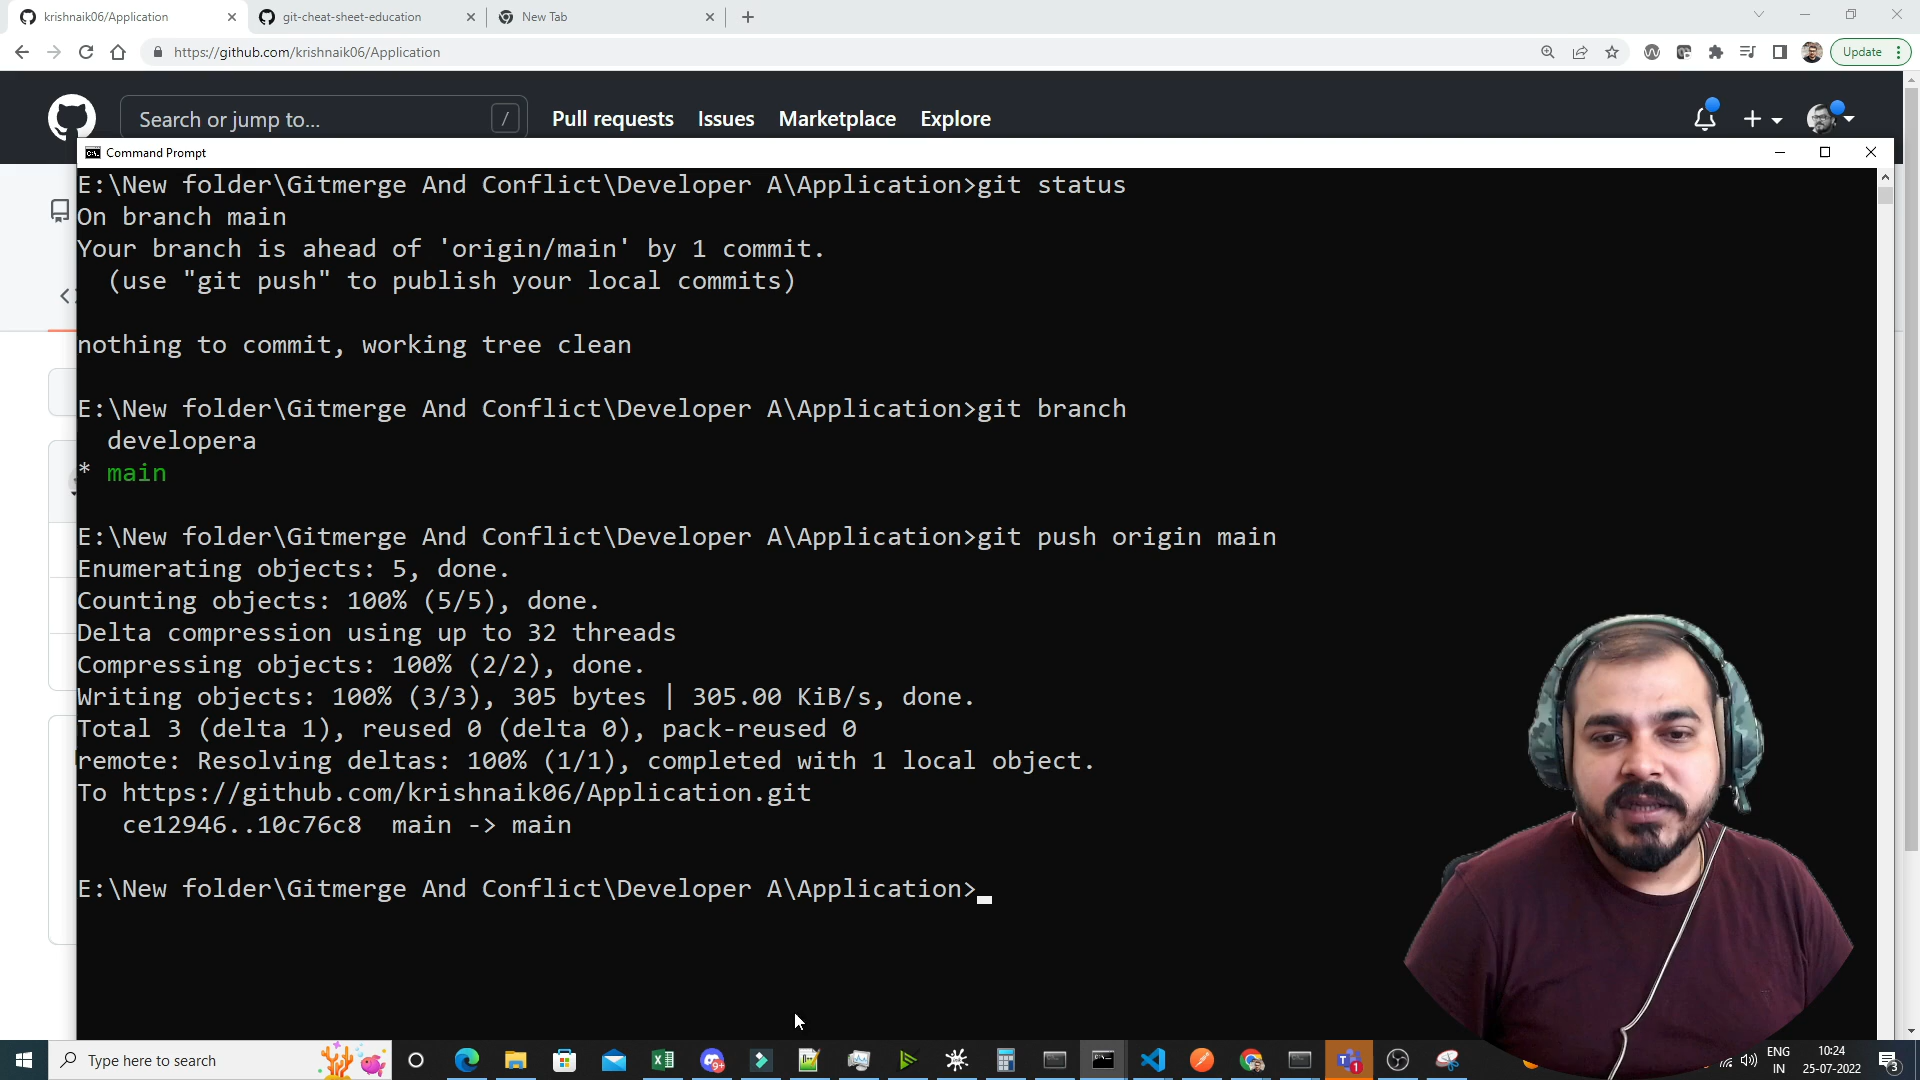 krishnaik06/Application
git-cheat-sheet-education
New Tab
https://github.com/krishnaik06/Application
Update
Search or jump to...
/
Pull requests
Issues
Marketplace
Explore
Command Prompt
E:\New folder\Gitmerge And Conflict\Developer A\Application>git status
On branch main
Your branch is ahead of 'origin/main' by 1 commit.
(use "git push" to publish your local commits)
nothing to commit, working tree clean
E:\New folder\Gitmerge And Conflict\Developer A\Application>git branch
developera
* main
E:\New folder\Gitmerge And Conflict\Developer A\Application>git push origin main
Enumerating objects: 5, done.
Counting objects: 100% (5/5), done.
Delta compression using up to 32 threads
Compressing objects: 100% (2/2), done.
Writing objects: 100% (3/3), 305 bytes | 305.00 KiB/s, done.
Total 3 (delta 1), reused 0 (delta 0), pack-reused 0
remote: Resolving deltas: 100% (1/1), completed with 1 local object.
To https://github.com/krishnaik06/Application.git
ce12946..10c76c8 main -> main
E:\New folder\Gitmerge And Conflict\Developer A\Application>
Type here to search
9+
1
ENG
IN
10:24
25-07-2022
3